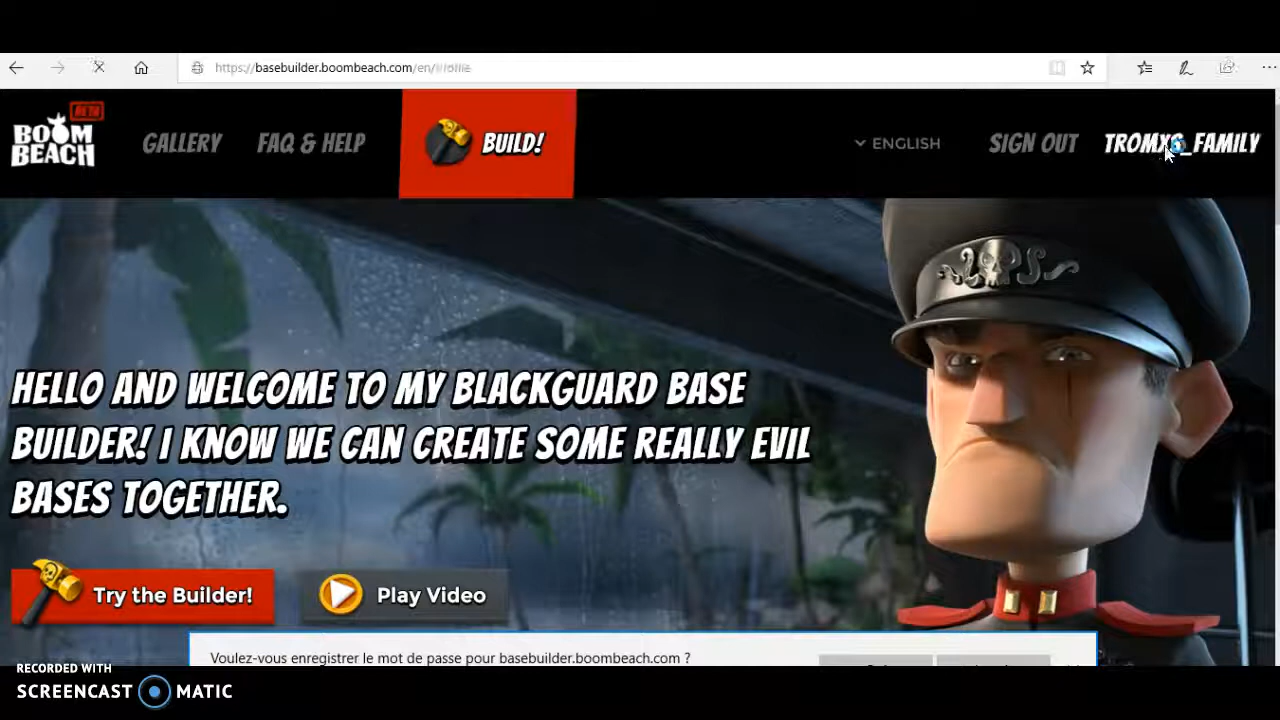 https://basebuilder.boombeach.com/en/
BETA
BOOM
BEACH
GALLERY
FAQ & HELP
BUILD!
ENGLISH
SIGN OUT
HELLO AND WELCOME TO MY BLACKGUARD BASE
BUILDER! I KNOW WE CAN CREATE SOME REALLY EVIL
BASES TOGETHER.
Try the Builder!
Play Video
Voulez-vous enregistrer le mot de passe pour basebuilder.boombeach.com ?
RECORDED WITH
SCREENCAST MATIC